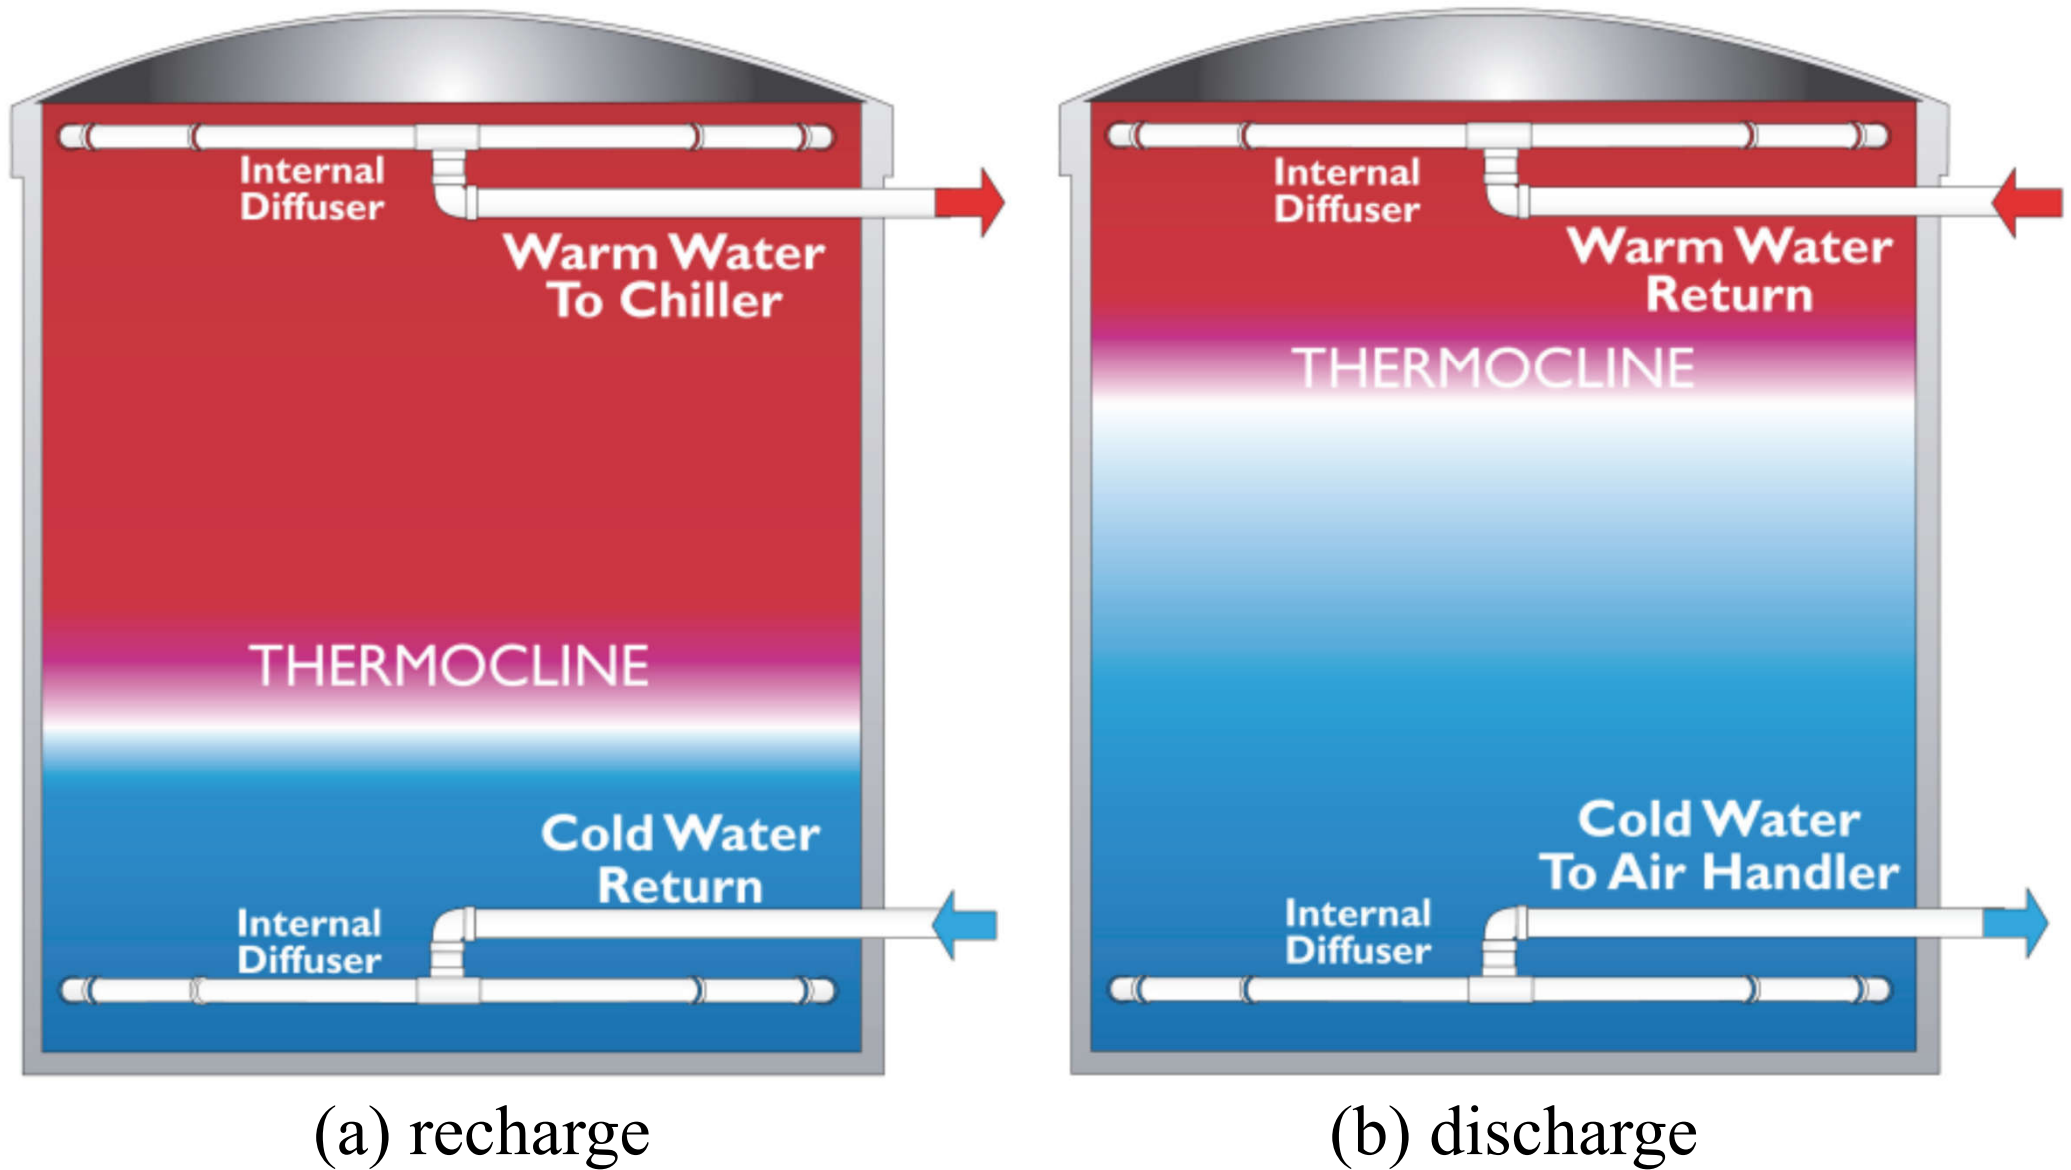 Internal
Diffuser
Warm Water
To Chiller
THERMOCLINE
Cold Water
Return
Internal
Diffuser
(a) recharge
Internal
Diffuser
Warm Water
Return
THERMOCLINE
Cold Water
To Air Handler
Internal
Diffuser
(b) discharge